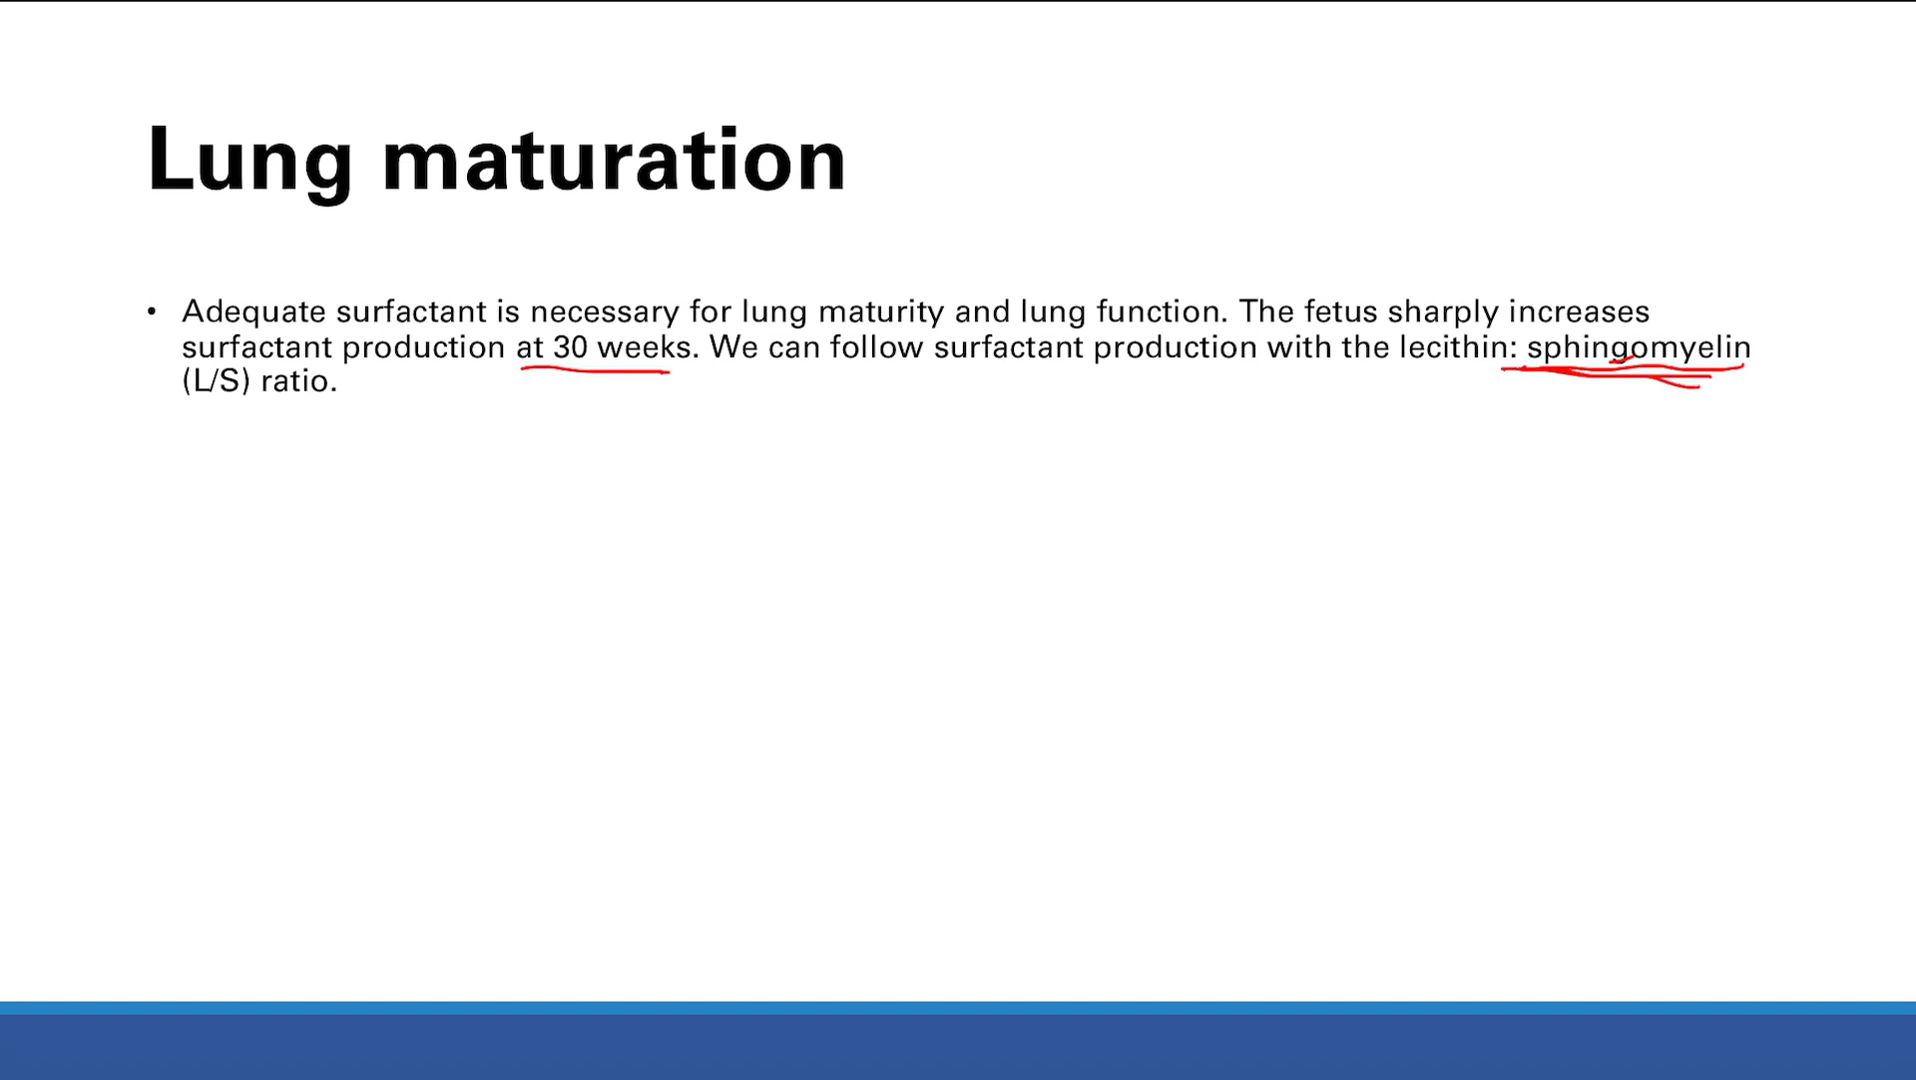 Lung maturation
• Adequate surfactant is necessary for lung maturity and lung function. The fetus sharply increases
surfactant production at 30 weeks. We can follow surfactant production with the lecithin: sphingomyelin
(L/S) ratio.